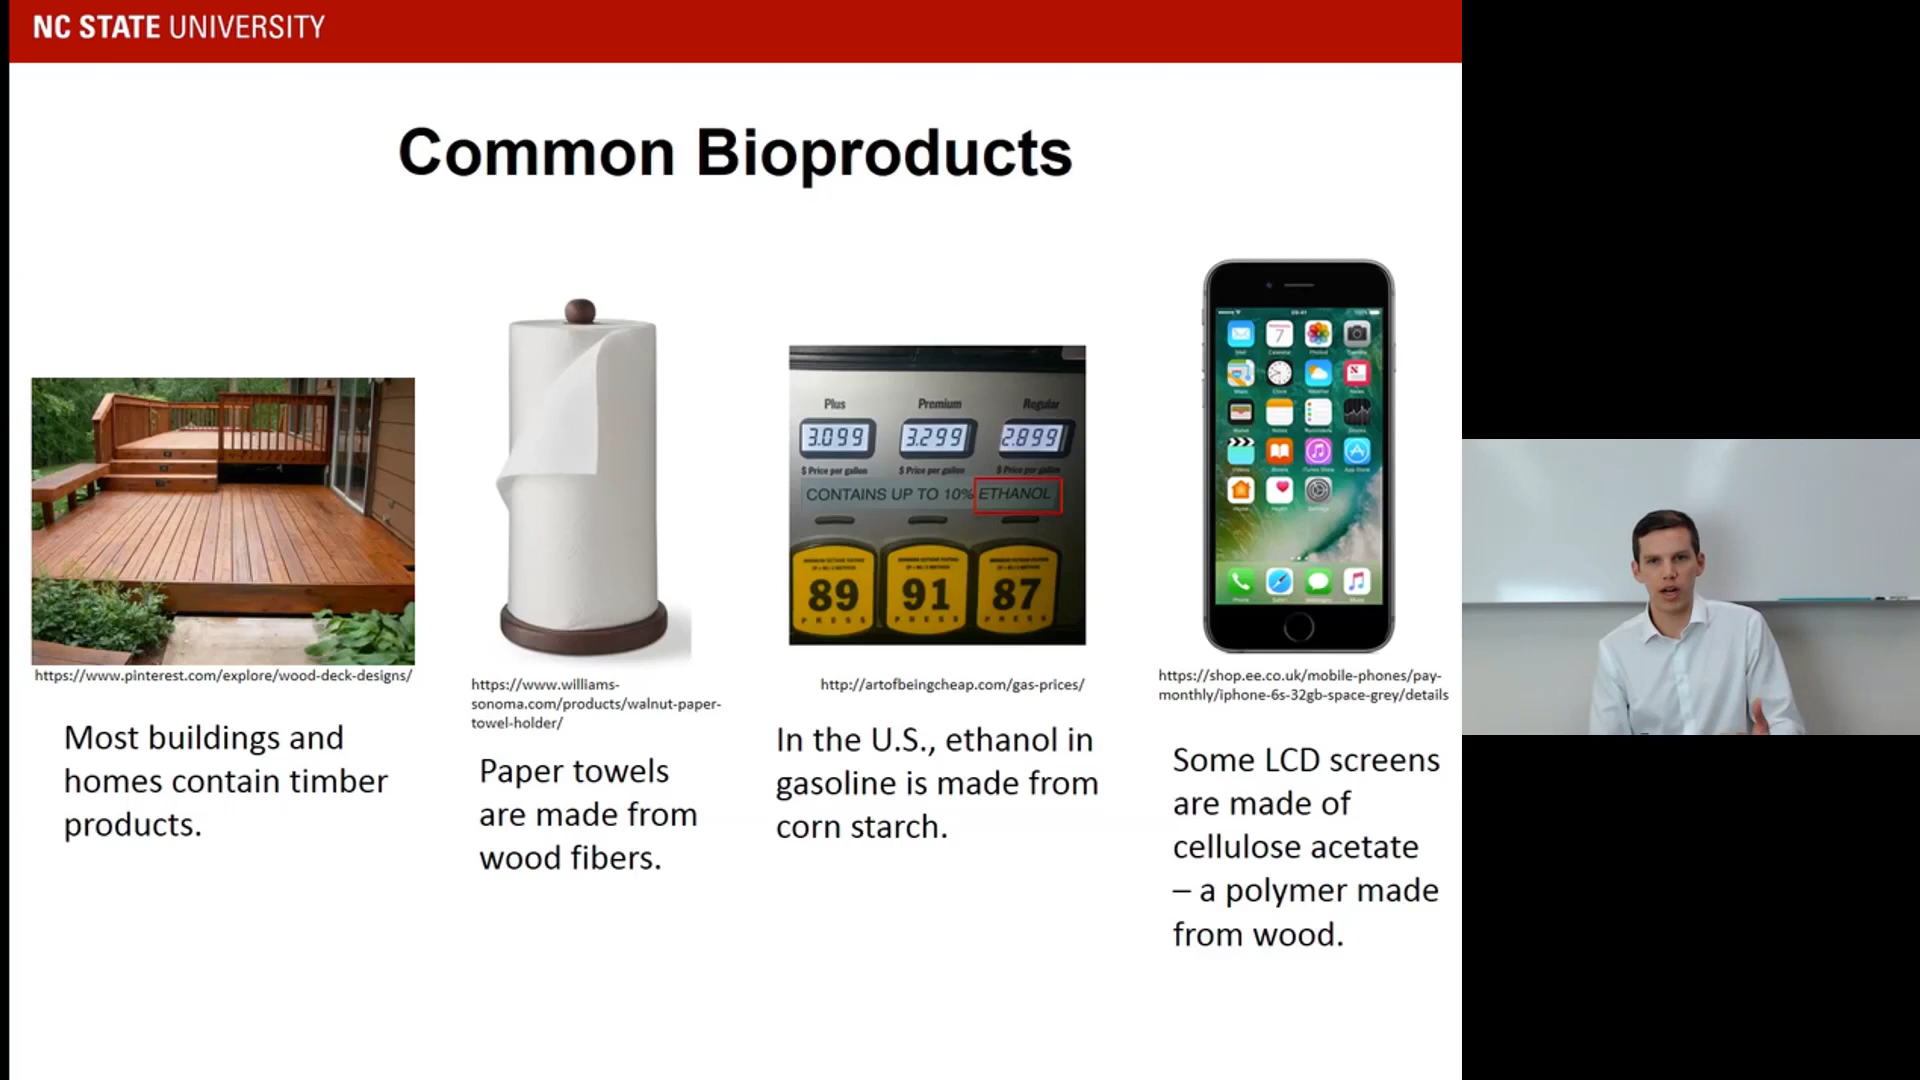 NC STATE UNIVERSITY
Common Bioproducts
https://www.pinterest.com/explore/wood-deck-designs/
Most buildings and
homes contain timber
products.
https://www.williams-
sonoma.com/products/walnut-paper-
towel-holder/
Paper towels
are made from
wood fibers.
Plus Premium Regular
3.099 3.299 2.899
$ Price per gallon $ Price per gallon $ Price per gallon
CONTAINS UP TO 10% ETHANOL
89 91 87
PRESS PRESS PRESS
http://artofbeingcheap.com/gas-prices/
In the U.S., ethanol in
gasoline is made from
corn starch.
https://shop.ee.co.uk/mobile-phones/pay-
monthly/iphone-6s-32gb-space-grey/details
Some LCD screens
are made of
cellulose acetate
– a polymer made
from wood.